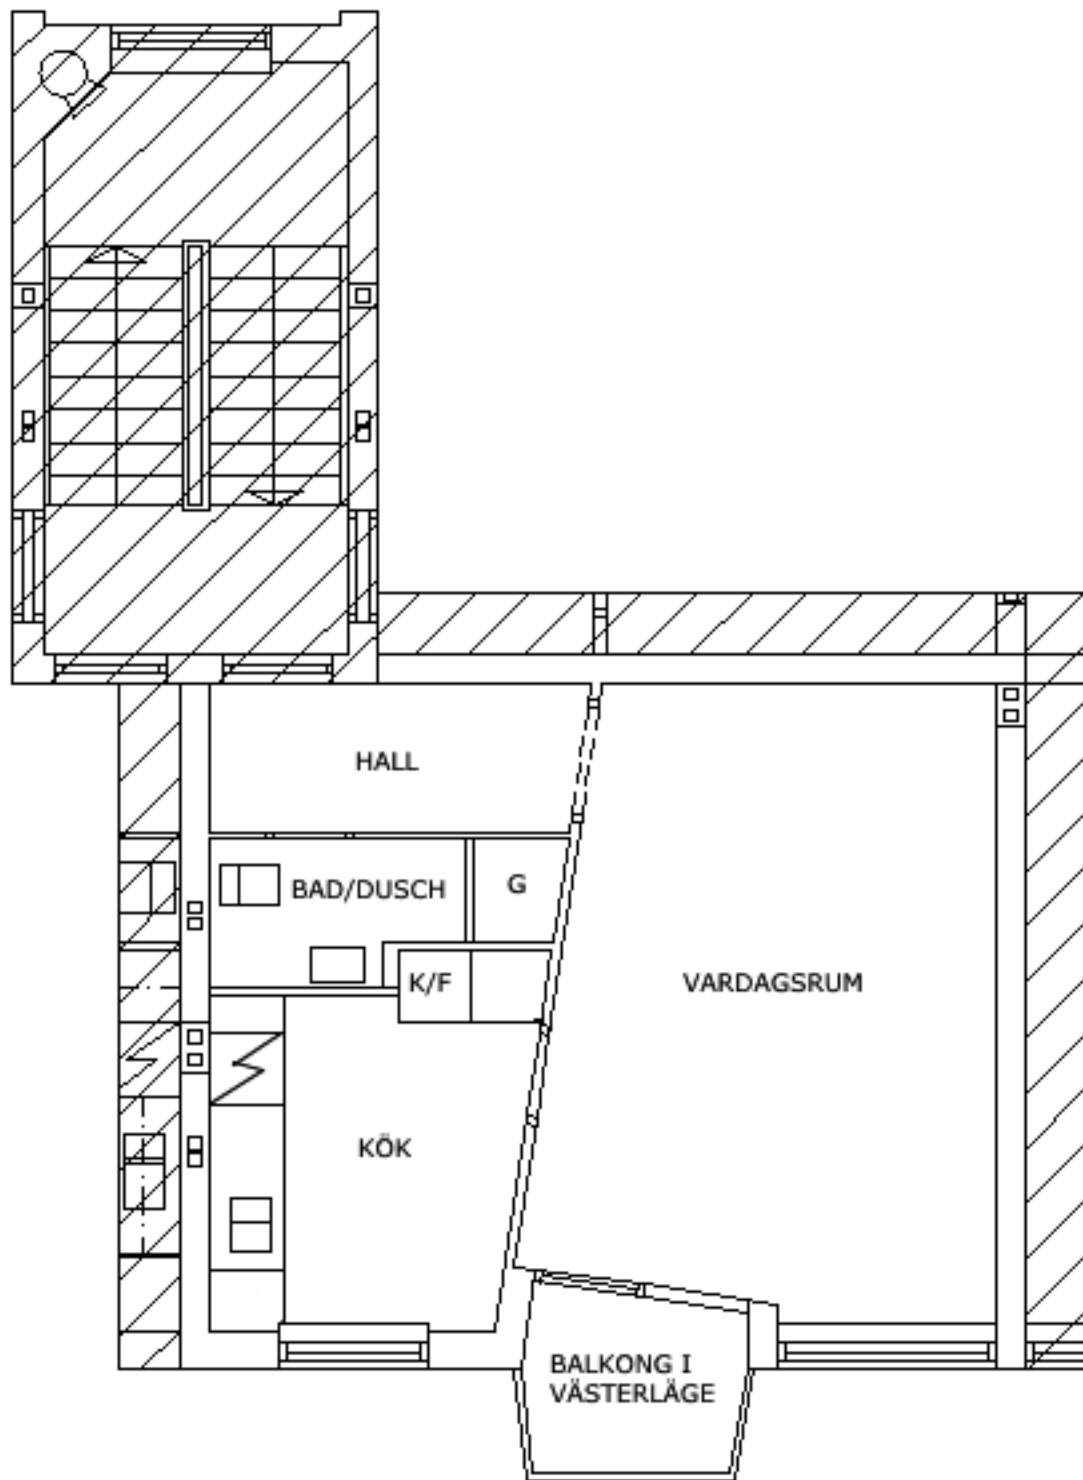 HALL
BAD/DUSCH
G
K/F
VARDAGSRUM
KÖK
BALKONG I
VÄSTERLÄGE